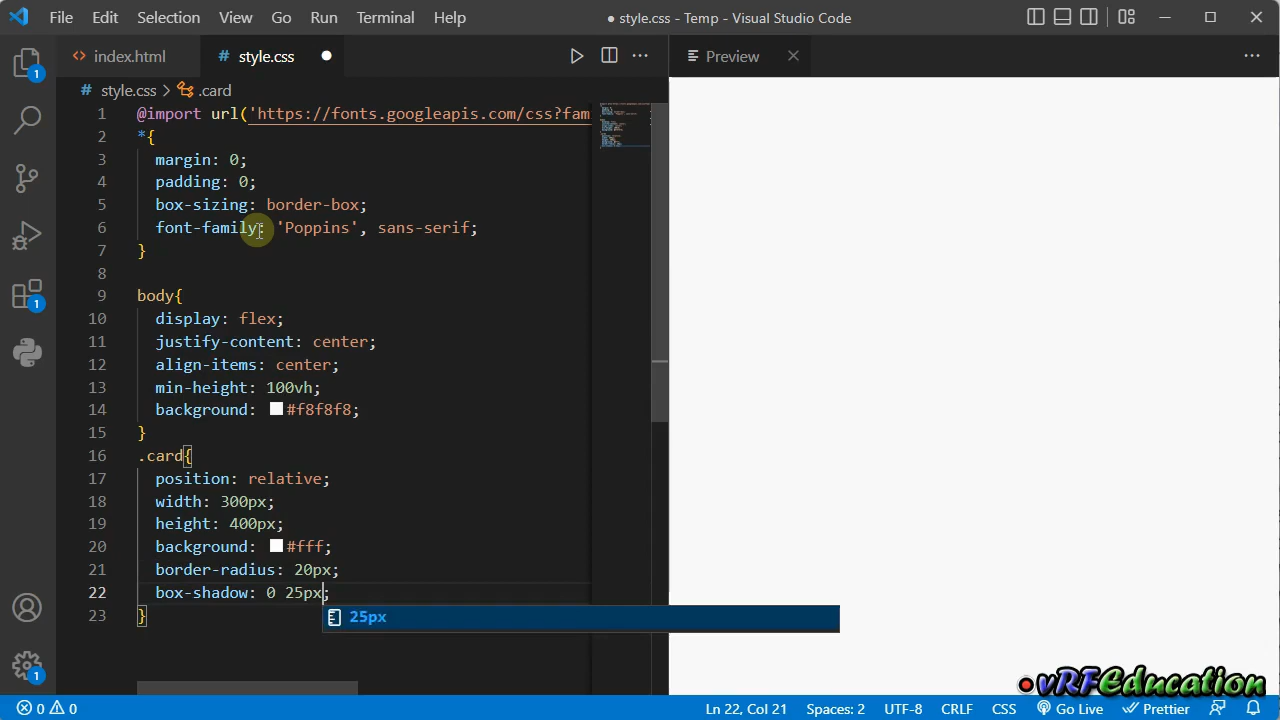 File Edit Selection View Go Run Terminal Help ● style.css - Temp - Visual Studio Code
index.html # style.css ● Preview
# style.css > .card
1 @import url('https://fonts.googleapis.com/css?fam
2 *{
3 margin: 0;
4 padding: 0;
5 box-sizing: border-box;
6 font-family: 'Poppins', sans-serif;
7 }
8
9 body{
10 display: flex;
11 justify-content: center;
12 align-items: center;
13 min-height: 100vh;
14 background: #f8f8f8;
15 }
16 .card{
17 position: relative;
18 width: 300px;
19 height: 400px;
20 background: #fff;
21 border-radius: 20px;
22 box-shadow: 0 25px;
23 }
25px
1
1
1
vRFEducation
0 0 Ln 22, Col 21 Spaces: 2 UTF-8 CRLF CSS Go Live Prettier